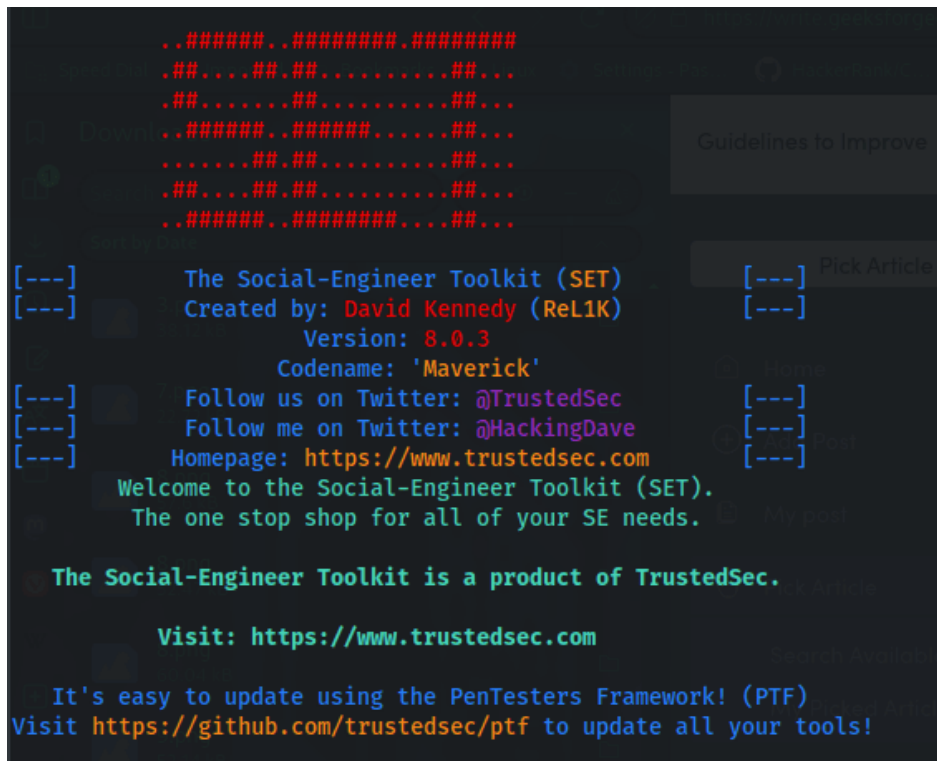 ..######..########.########
.##....##.##..........##...
.##.......##..........##...
..######..######......##...
.......##.##..........##...
.##....##.##..........##...
..######..########....##...
[---] The Social-Engineer Toolkit (SET) [---]
[---] Created by: David Kennedy (ReL1K) [---]
Version: 8.0.3
Codename: 'Maverick'
[---] Follow us on Twitter: @TrustedSec [---]
[---] Follow me on Twitter: @HackingDave [---]
[---] Homepage: https://www.trustedsec.com [---]
Welcome to the Social-Engineer Toolkit (SET).
The one stop shop for all of your SE needs.
The Social-Engineer Toolkit is a product of TrustedSec.
Visit: https://www.trustedsec.com
It's easy to update using the PenTesters Framework! (PTF)
Visit https://github.com/trustedsec/ptf to update all your tools!
Guidelines to Improve
Pick Article
Home
My post
Sort by Date